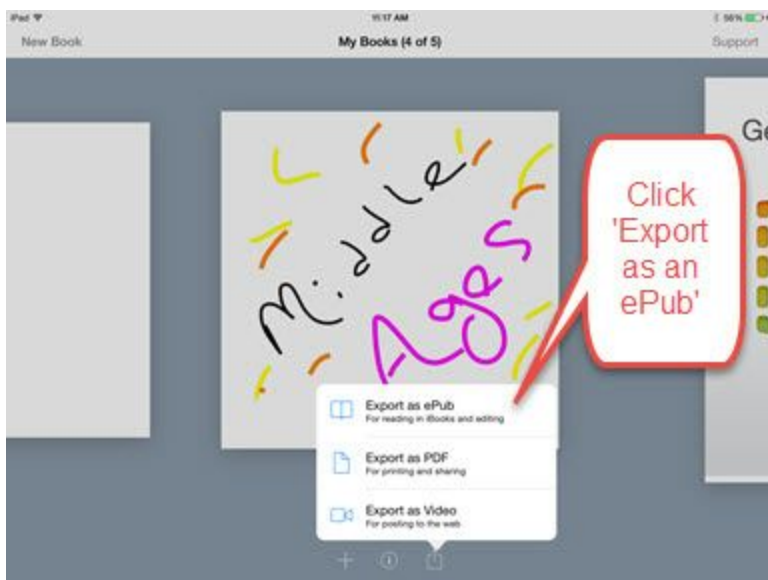 iPad 11:17 AM 56%
New Book My Books (4 of 5) Support
Ge
Middle
Ages
Click
'Export
as an
ePub'
Export as ePub
For reading in iBooks and editing
Export as PDF
For printing and sharing
Export as Video
For posting to the web